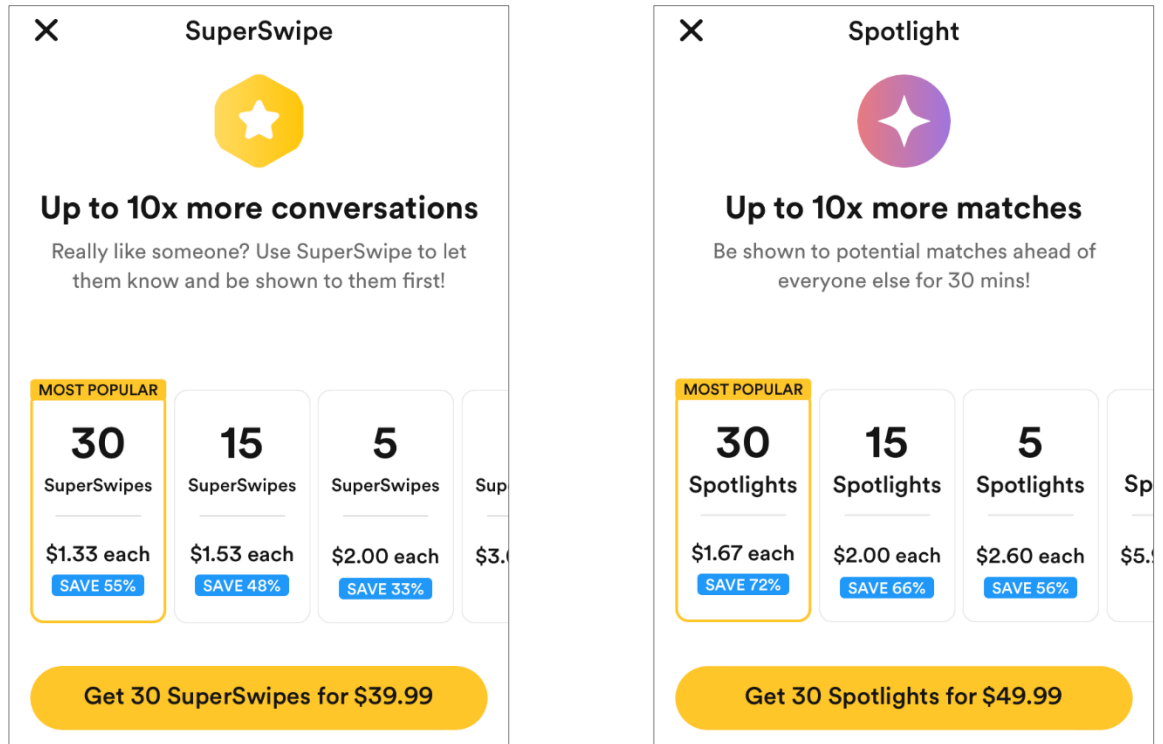 SuperSwipe
Up to 10x more conversations
Really like someone? Use SuperSwipe to let
them know and be shown to them first!
MOST POPULAR
30
SuperSwipes
$1.33 each
SAVE 55%
15
SuperSwipes
$1.53 each
SAVE 48%
5
SuperSwipes
$2.00 each
SAVE 33%
Sup
Get 30 SuperSwipes for $39.99
Spotlight
Up to 10x more matches
Be shown to potential matches ahead of
everyone else for 30 mins!
MOST POPULAR
30
Spotlights
$1.67 each
SAVE 72%
15
Spotlights
$2.00 each
SAVE 66%
5
Spotlights
$2.60 each
SAVE 56%
Sp
Get 30 Spotlights for $49.99